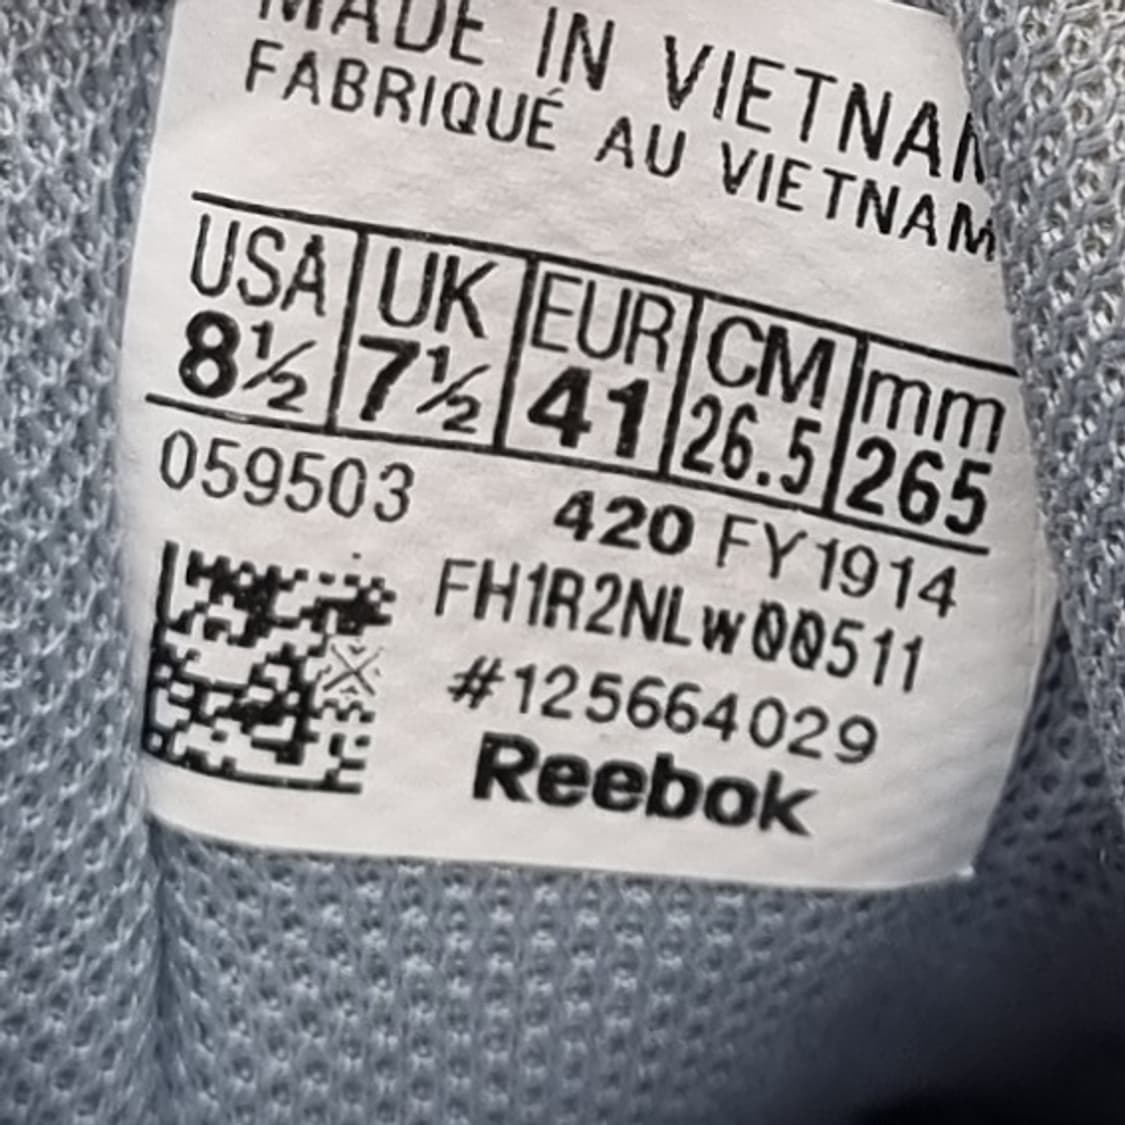 MADE IN VIETNAM
FABRIQUÉ AU VIETNAM
USA UK EUR CM mm
8½ 7½ 41 26.5 265
059503 420 FY1914
FH1R2NLw00511
#125664029
Reebok